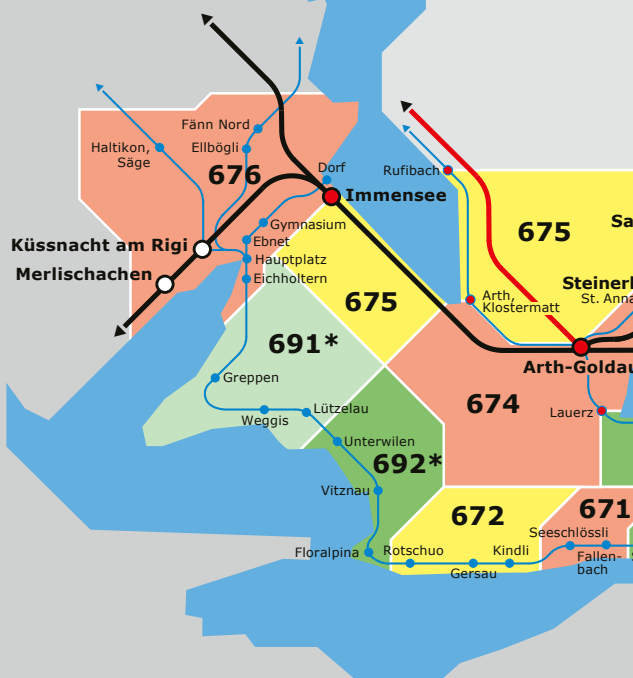 Fänn Nord
Haltikon,
Säge
Ellbögli
676
Dorf
Rufibach
Immensee
Gymnasium
675
Sa
Küssnacht am Rigi
Ebnet
Hauptplatz
Merlischachen
Eichholtern
675
Arth,
Klostermatt
Steinerb
St. Anna
691*
Arth-Goldau
Greppen
674
Weggis
Lützelau
Lauerz
Unterwilen
692*
Vitznau
672
671
Seeschlössli
Floralpina
Rotschuo
Kindli
Gersau
Fallen-
bach
S